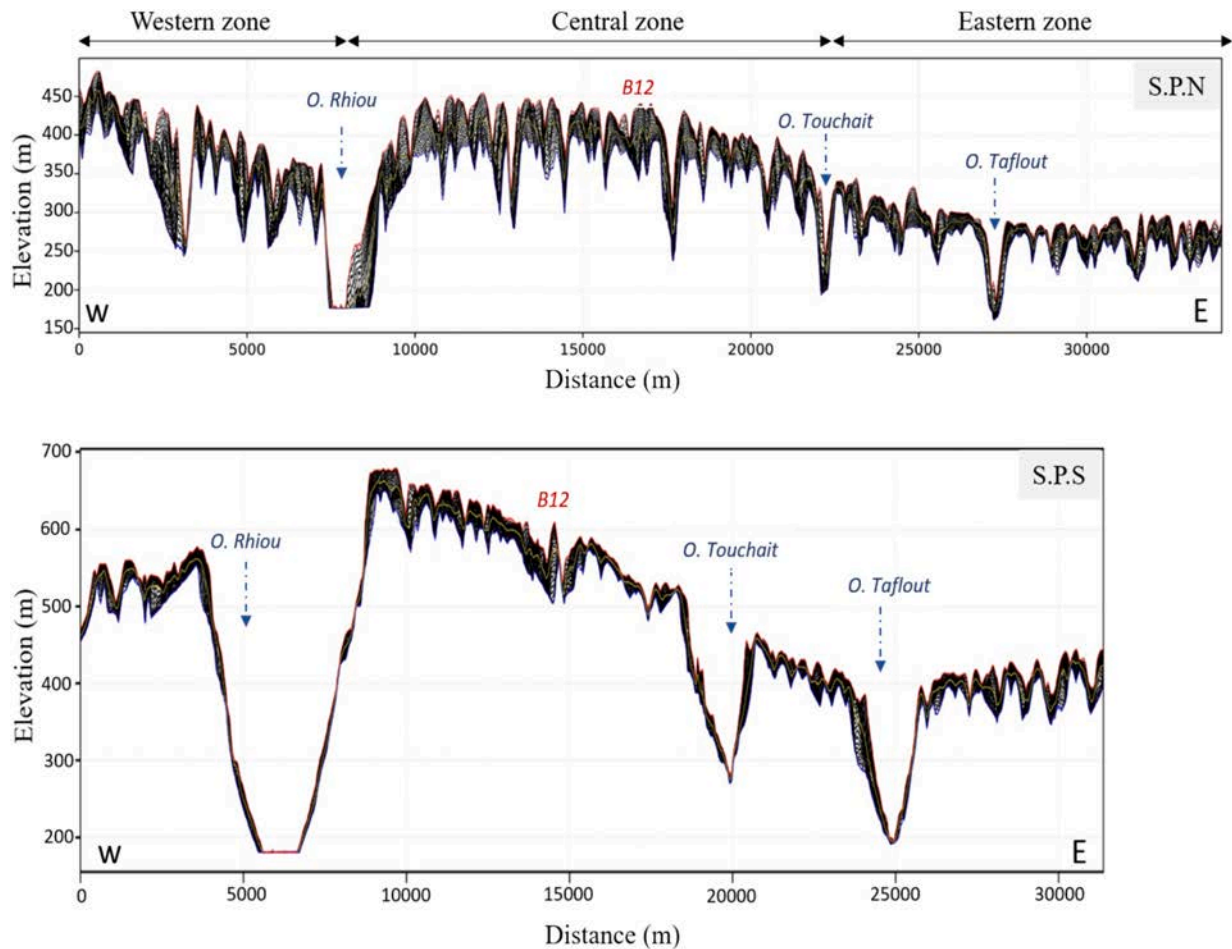 Western zone Central zone Eastern zone
S.P.N
B12
O. Rhiou
O. Touchait
O. Taflout
Elevation (m)
450
400
350
300
250
200
150
W E
0 5000 10000 15000 20000 25000 30000
Distance (m)
S.P.S
B12
O. Rhiou
O. Touchait
O. Taflout
Elevation (m)
700
600
500
400
300
200
W E
0 5000 10000 15000 20000 25000 30000
Distance (m)